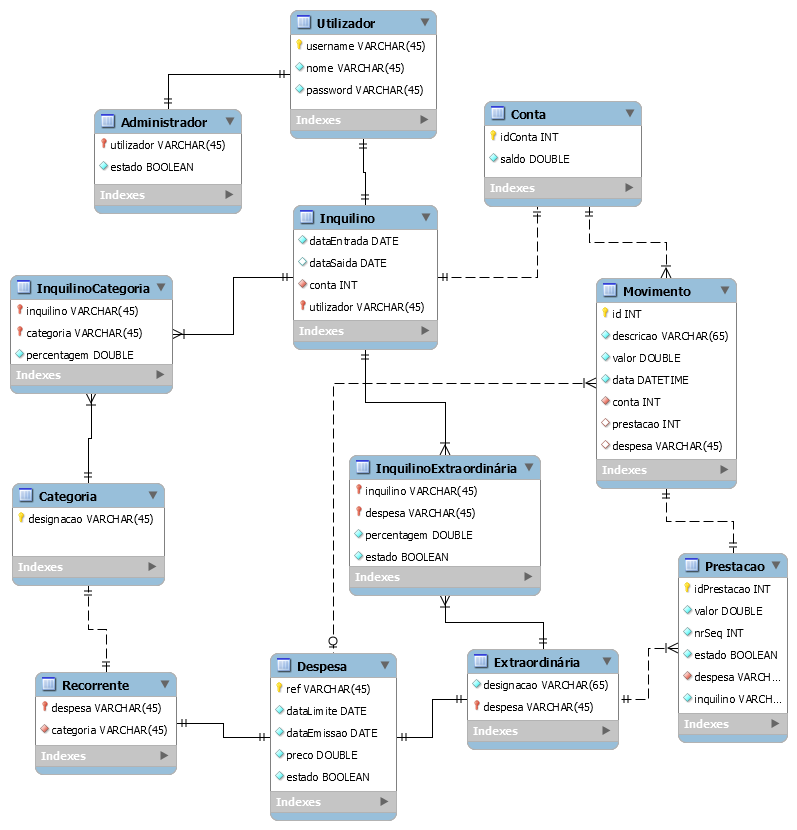 Utilizador
username VARCHAR(45)
nome VARCHAR(45)
password VARCHAR(45)
Indexes
Administrador
utilizador VARCHAR(45)
estado BOOLEAN
Indexes
Conta
idConta INT
saldo DOUBLE
Indexes
Inquilino
dataEntrada DATE
dataSaida DATE
conta INT
utilizador VARCHAR(45)
Indexes
InquilinoCategoria
inquilino VARCHAR(45)
categoria VARCHAR(45)
percentagem DOUBLE
Indexes
Movimento
id INT
descricao VARCHAR(65)
valor DOUBLE
data DATETIME
conta INT
prestacao INT
despesa VARCHAR(45)
Indexes
InquilinoExtraordinária
inquilino VARCHAR(45)
despesa VARCHAR(45)
percentagem DOUBLE
estado BOOLEAN
Indexes
Categoria
designacao VARCHAR(45)
Indexes
Prestacao
idPrestacao INT
valor DOUBLE
nrSeq INT
estado BOOLEAN
despesa VARCH...
inquilino VARCH...
Indexes
Recorrente
despesa VARCHAR(45)
categoria VARCHAR(45)
Indexes
Despesa
ref VARCHAR(45)
dataLimite DATE
dataEmissao DATE
preco DOUBLE
estado BOOLEAN
Indexes
Extraordinária
designacao VARCHAR(65)
despesa VARCHAR(45)
Indexes